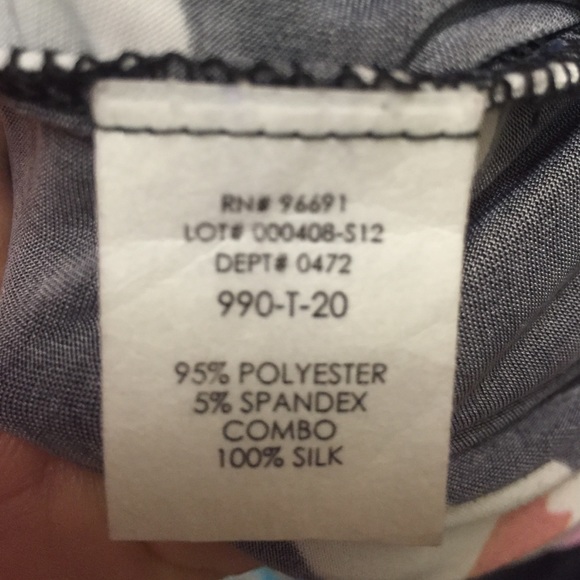 RN# 96691
LOT# 000408-S12
DEPT# 0472
990-T-20
95% POLYESTER
5% SPANDEX
COMBO
100% SILK